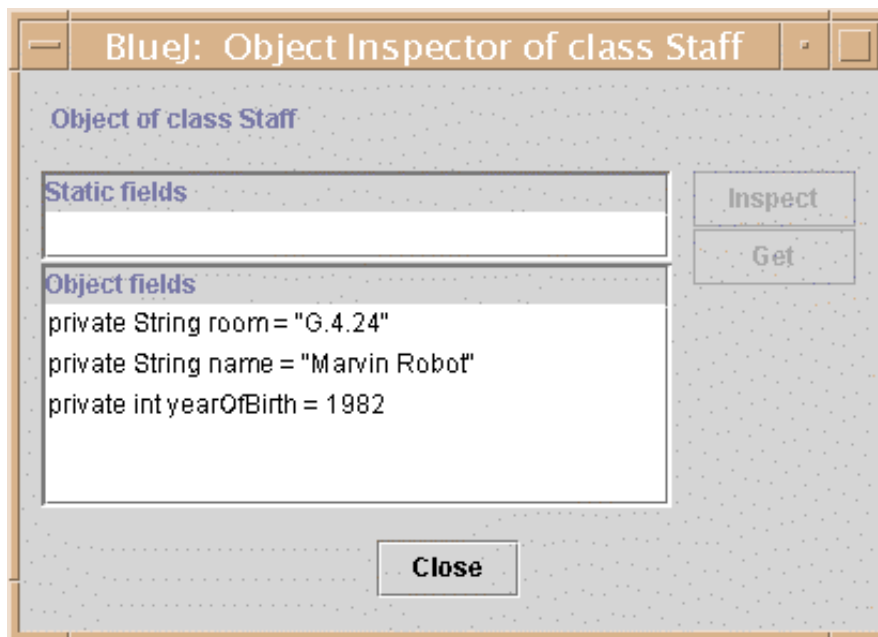 BlueJ: Object Inspector of class Staff
Object of class Staff
Static fields
Inspect
Get
Object fields
private String room = "G.4.24"
private String name = "Marvin Robot"
private int yearOfBirth = 1982
Close